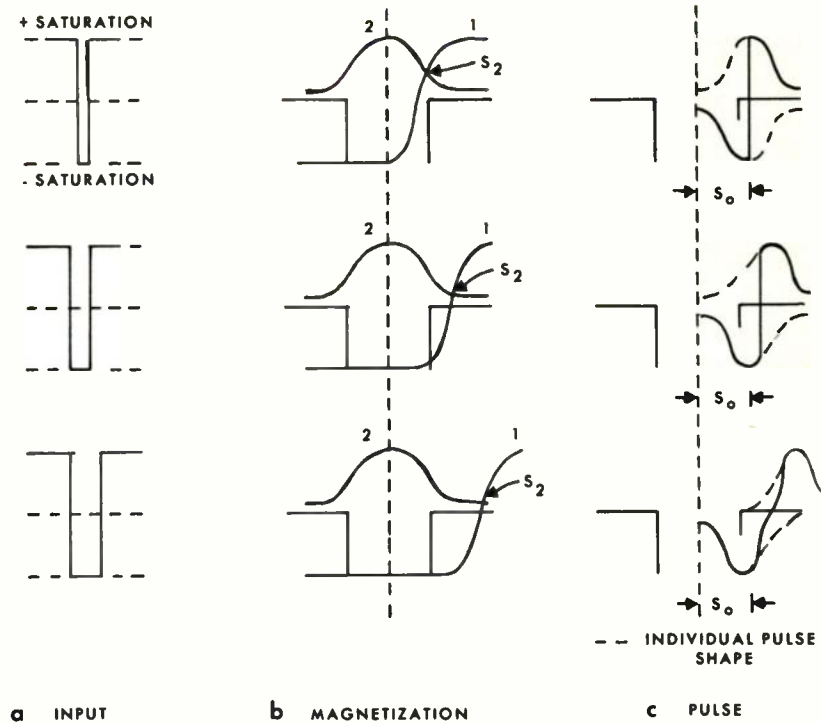 + SATURATION
- SATURATION
2 1
S2
So
2 1
S2
So
2 1
S2
So
-- INDIVIDUAL PULSE
SHAPE
a INPUT b MAGNETIZATION c PULSE